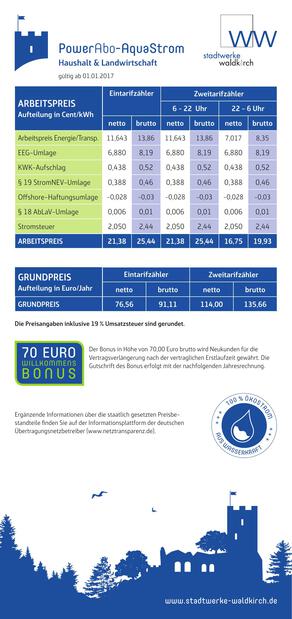 PowerAbo-AquaStrom
Haushalt & Landwirtschaft
gültig ab 01.01.2017
stadtwerke
waldkirch
ARBEITSPREIS
Aufteilung in Cent/kWh
Eintarifzähler Zweitarifzähler
6 - 22 Uhr 22 - 6 Uhr
netto brutto netto brutto netto brutto
Arbeitspreis Energie/Transp. 11,643 13,86 11,643 13,86 7,017 8,35
EEG-Umlage 6,880 8,19 6,880 8,19 6,880 8,19
KWK-Aufschlag 0,438 0,52 0,438 0,52 0,438 0,52
§ 19 StromNEV-Umlage 0,388 0,46 0,388 0,46 0,388 0,46
Offshore-Haftungsumlage -0,028 -0,03 -0,028 -0,03 -0,028 -0,03
§ 18 AbLaV-Umlage 0,006 0,01 0,006 0,01 0,006 0,01
Stromsteuer 2,050 2,44 2,050 2,44 2,050 2,44
ARBEITSPREIS 21,38 25,44 21,38 25,44 16,75 19,93
GRUNDPREIS
Aufteilung in Euro/Jahr
Eintarifzähler Zweitarifzähler
netto brutto netto brutto
GRUNDPREIS 76,56 91,11 114,00 135,66
Die Preisangaben inklusive 19 % Umsatzsteuer sind gerundet.
70 EURO
WILLKOMMENS
BONUS
Der Bonus in Höhe von 70,00 Euro brutto wird Neukunden für die
Vertragsverlängerung nach der vertraglichen Erstlaufzeit gewährt. Die
Gutschrift des Bonus erfolgt mit der nachfolgenden Jahresrechnung.
Ergänzende Informationen über die staatlich gesetzten Preisbe-
standteile finden Sie auf der Informationsplattform der deutschen
Übertragungsnetzbetreiber (www.netztransparenz.de).
100 % ÖKOSTROM
AUS WASSERKRAFT
www.stadtwerke-waldkirch.de